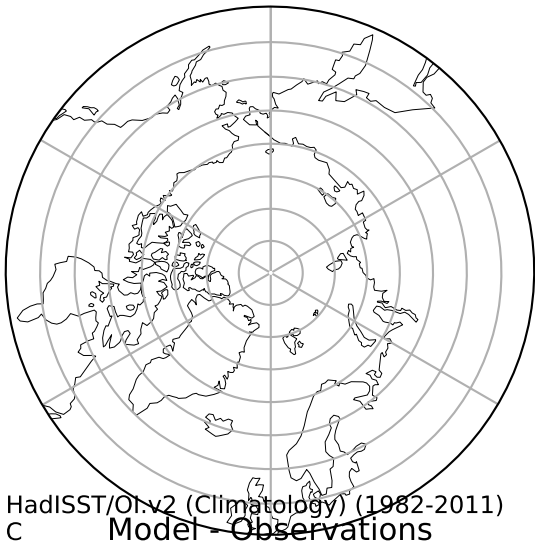 HadISST/OI.v2 (Climatology) (1982-2011)
C Model - Observations